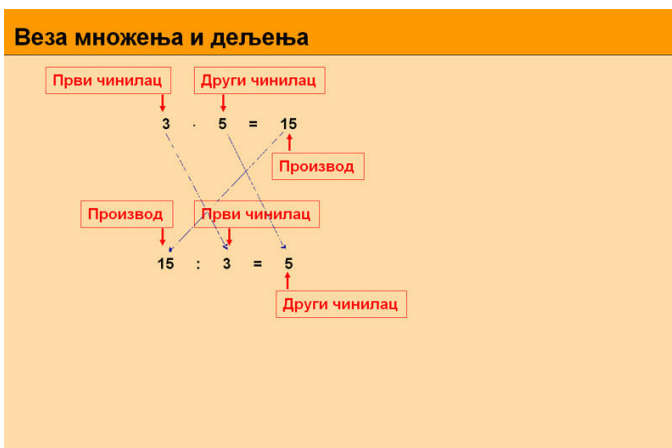 Веза множења и дељења
Први чинилац Други чинилац
3 · 5 = 15
Производ
Производ Први чинилац
15 : 3 = 5
Други чинилац